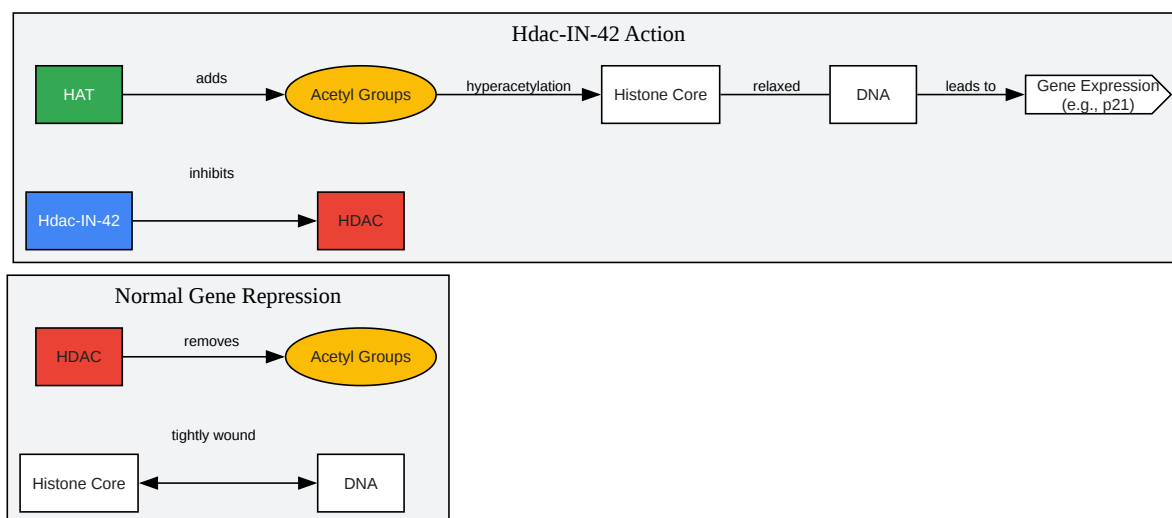 Hdac-IN-42 Action
HAT
adds
Acetyl Groups
hyperacetylation
Histone Core
relaxed
DNA
leads to
Gene Expression
(e.g., p21)
Hdac-IN-42
inhibits
HDAC
Normal Gene Repression
HDAC
removes
Acetyl Groups
Histone Core
tightly wound
DNA